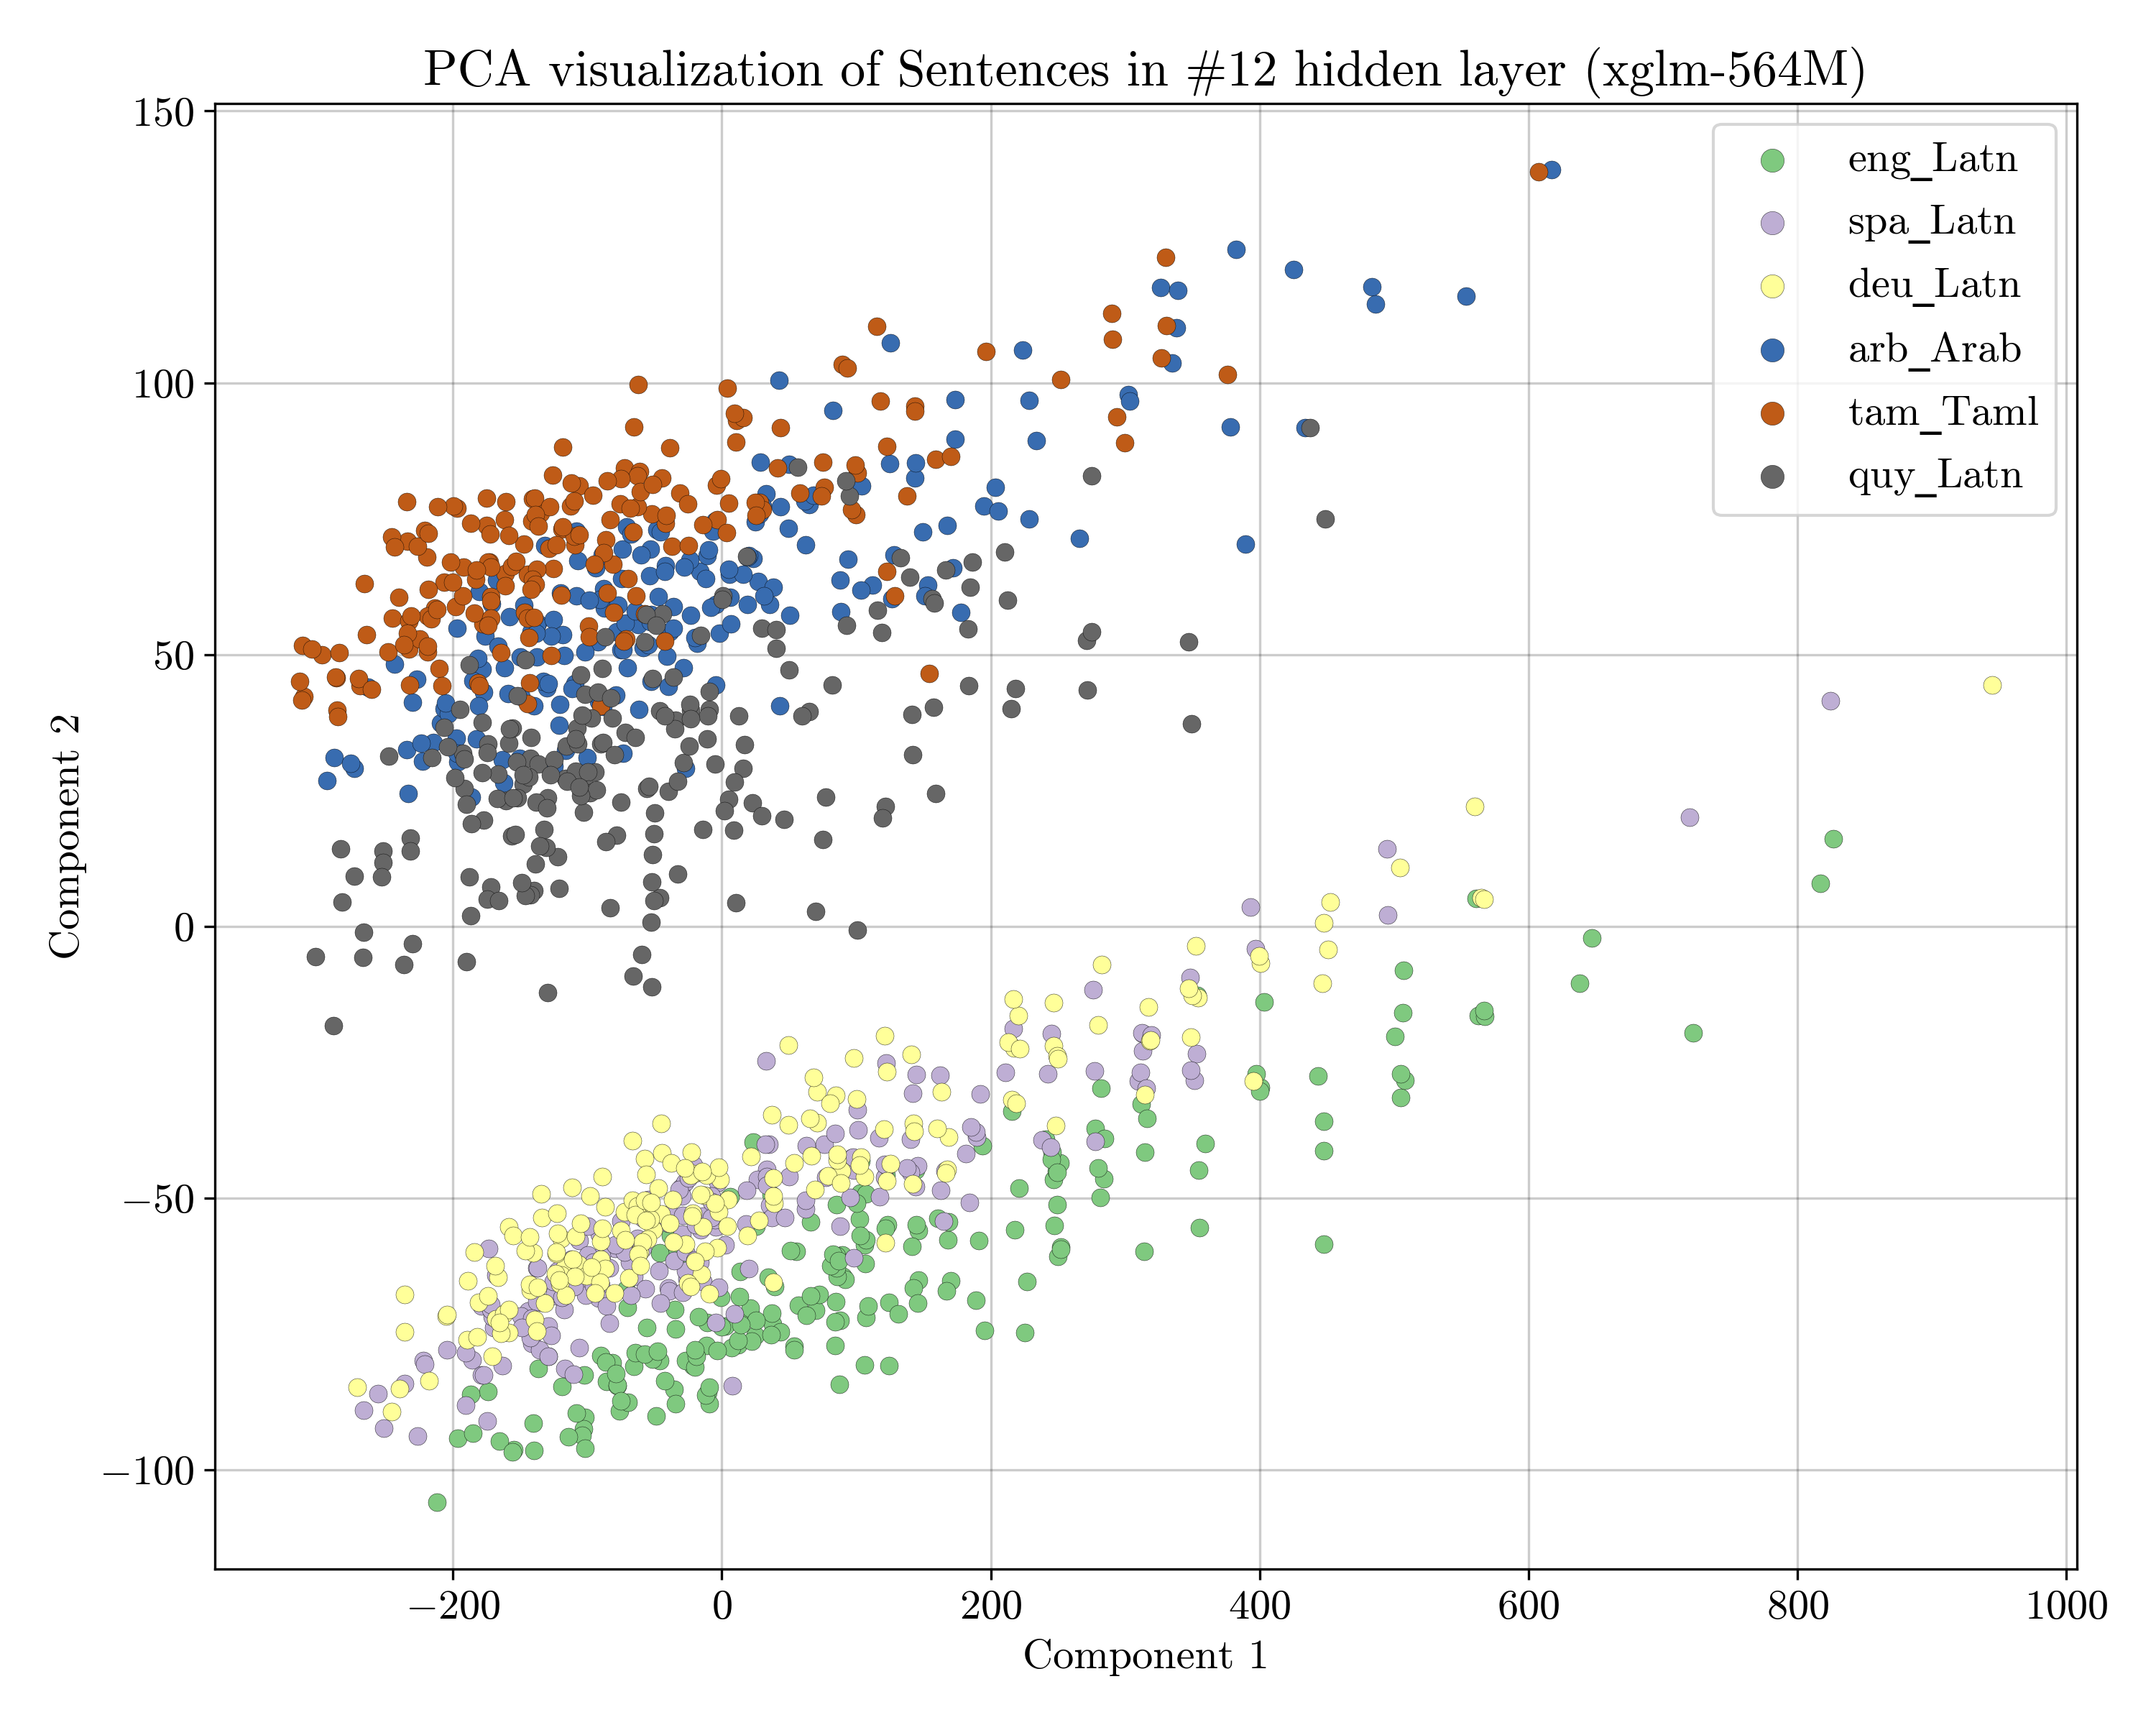 PCA visualization of Sentences in #12 hidden layer (xglm-564M)
150
100
50
0
−50
−100
Component 2
eng_Latn
spa_Latn
deu_Latn
arb_Arab
tam_Taml
quy_Latn
−200 0 200 400 600 800 1000
Component 1